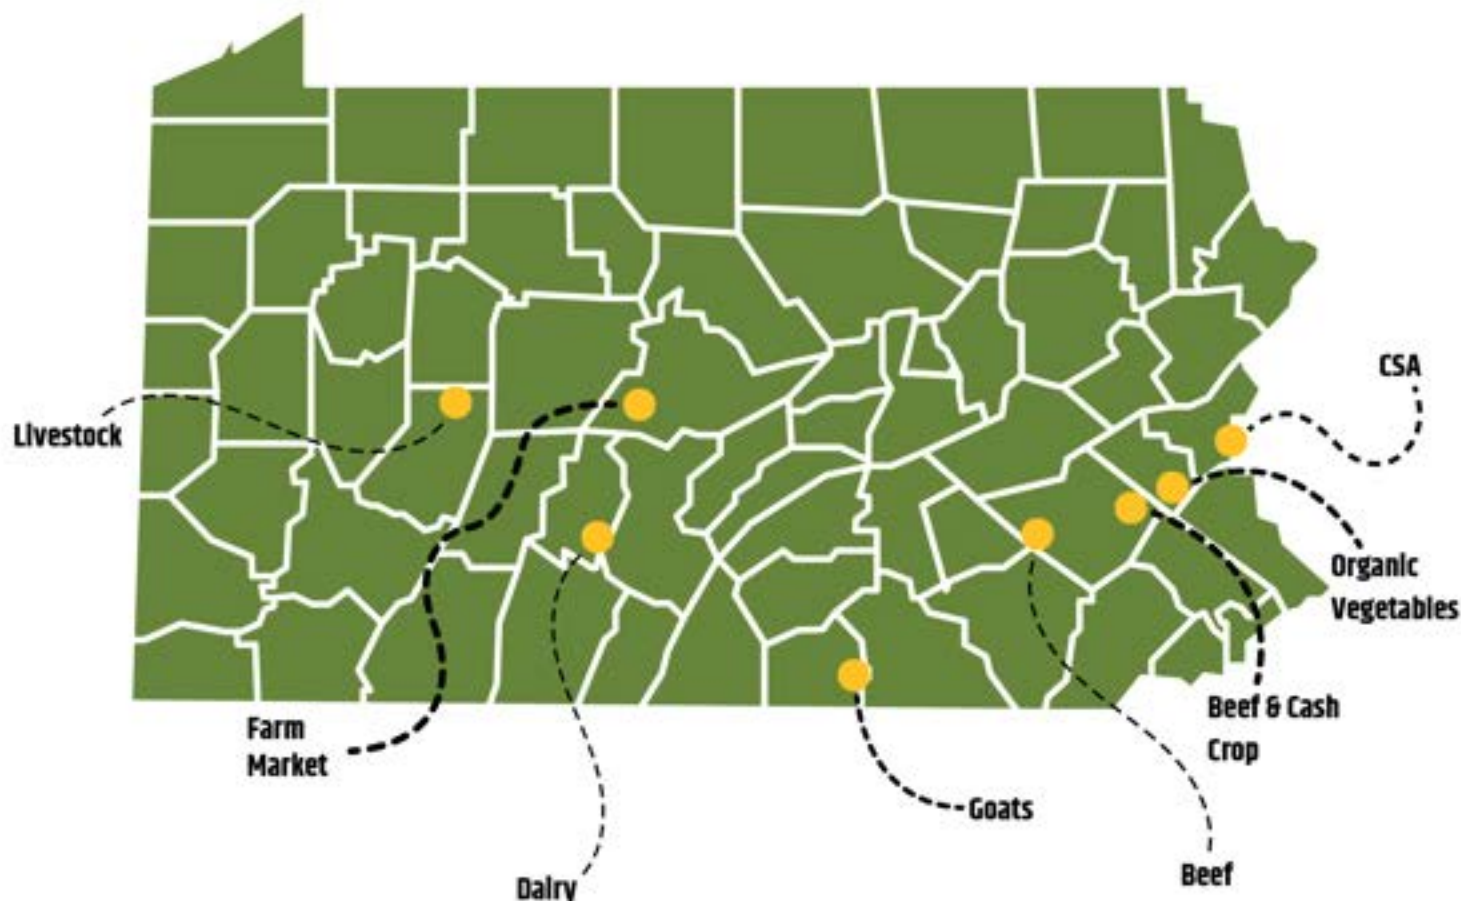 CSA
Livestock
Organic
Vegetables
Beef & Cash
Crop
Farm
Market
Goats
Beef
Dairy